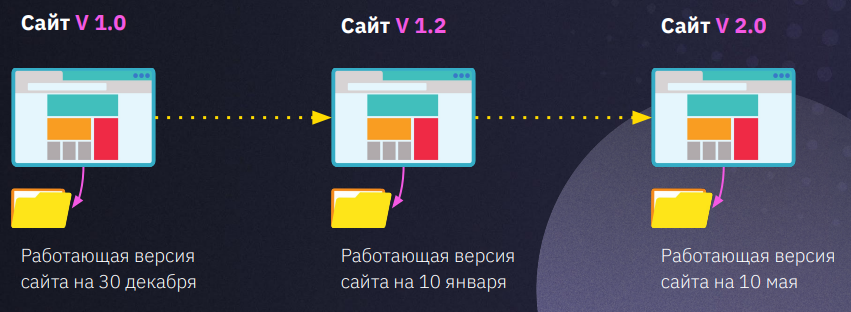 Сайт V 1.0
Сайт V 1.2
Сайт V 2.0
Работающая версия
сайта на 30 декабря
Работающая версия
сайта на 10 января
Работающая версия
сайта на 10 мая